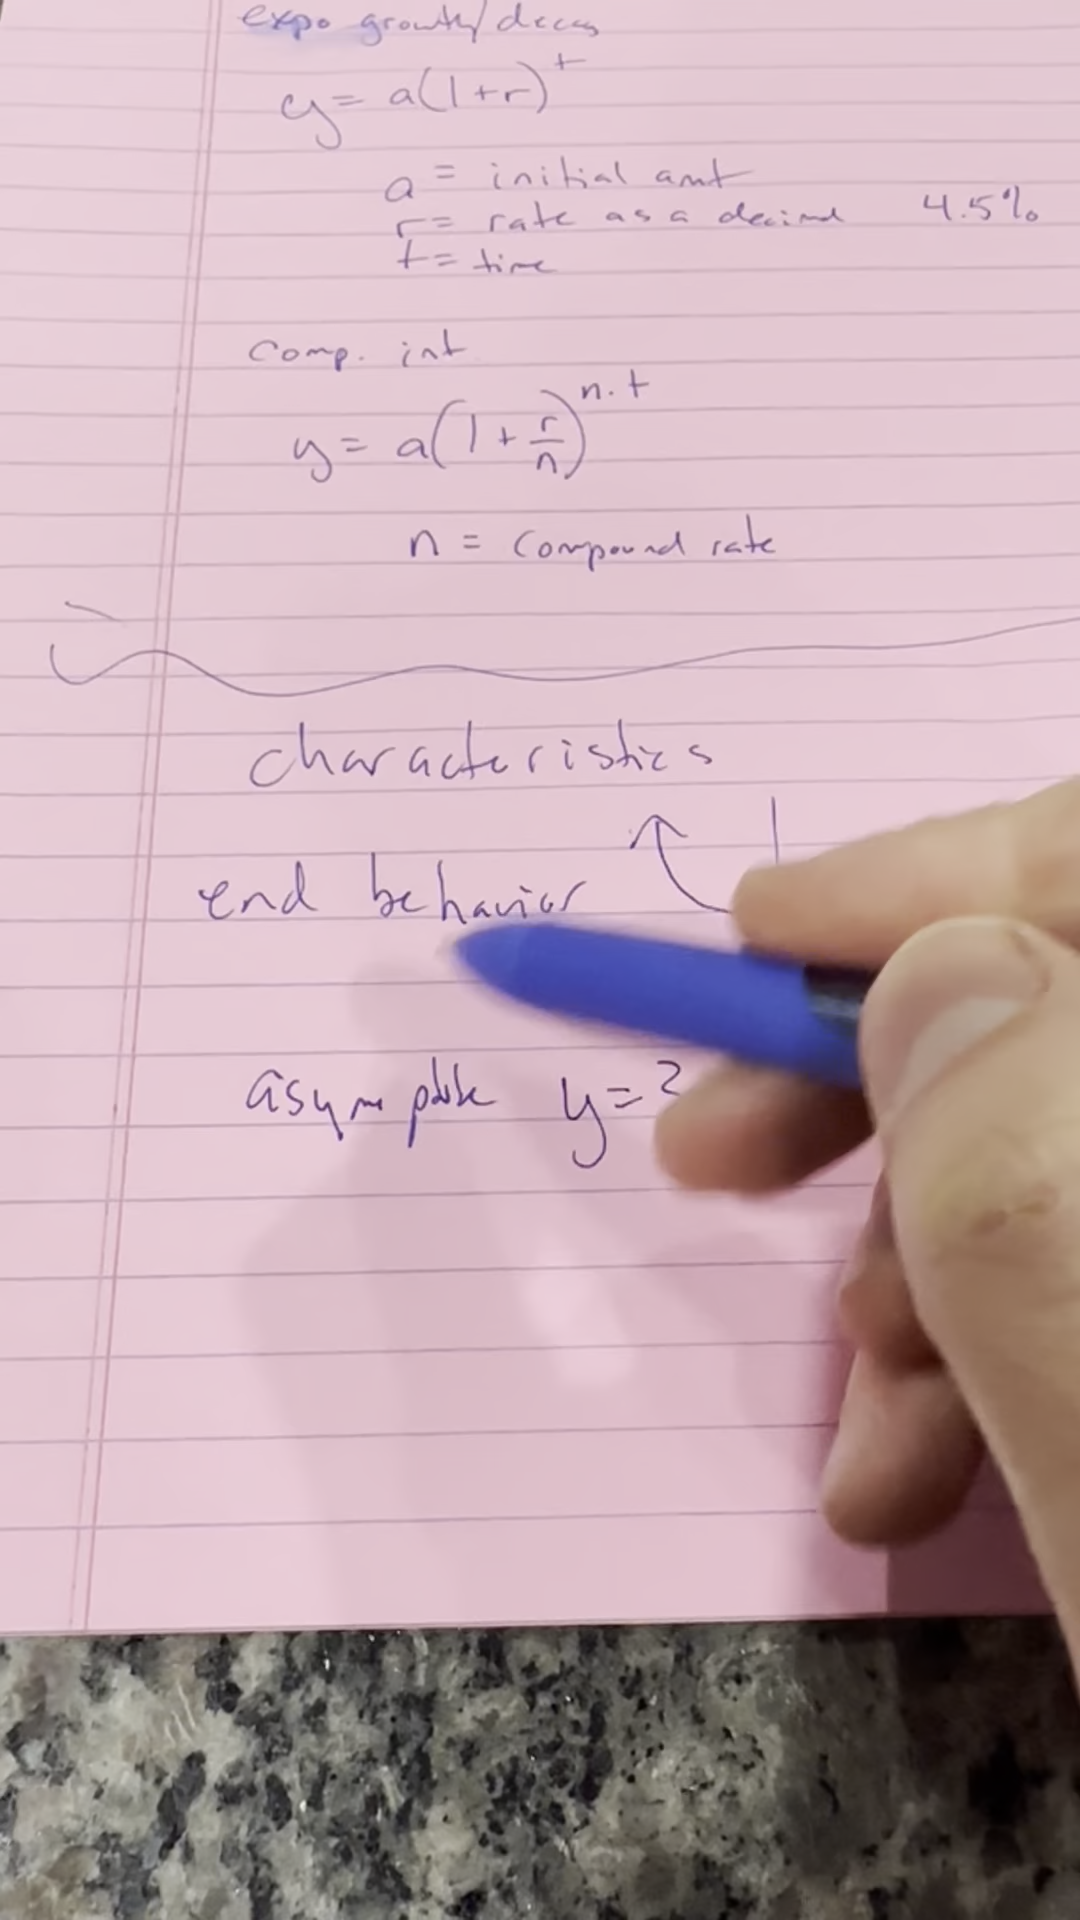 expo growth/decay
y = a(1+r)^t
a = initial amt
r = rate as a decimal 4.5%
t = time
comp. int
y = a(1 + r/n)^n·t
n = compound rate
characteristics
end behavior
asymptote y=?